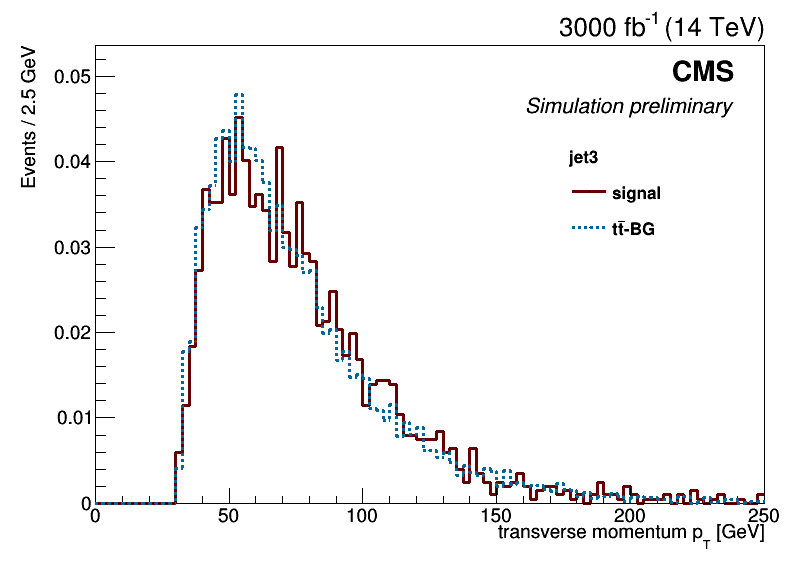 3000 fb⁻¹ (14 TeV)
Events / 2.5 GeV
CMS
Simulation preliminary
jet3
signal
tt̄-BG
0.05
0.04
0.03
0.02
0.01
0
0 50 100 150 200 250
transverse momentum p_T [GeV]